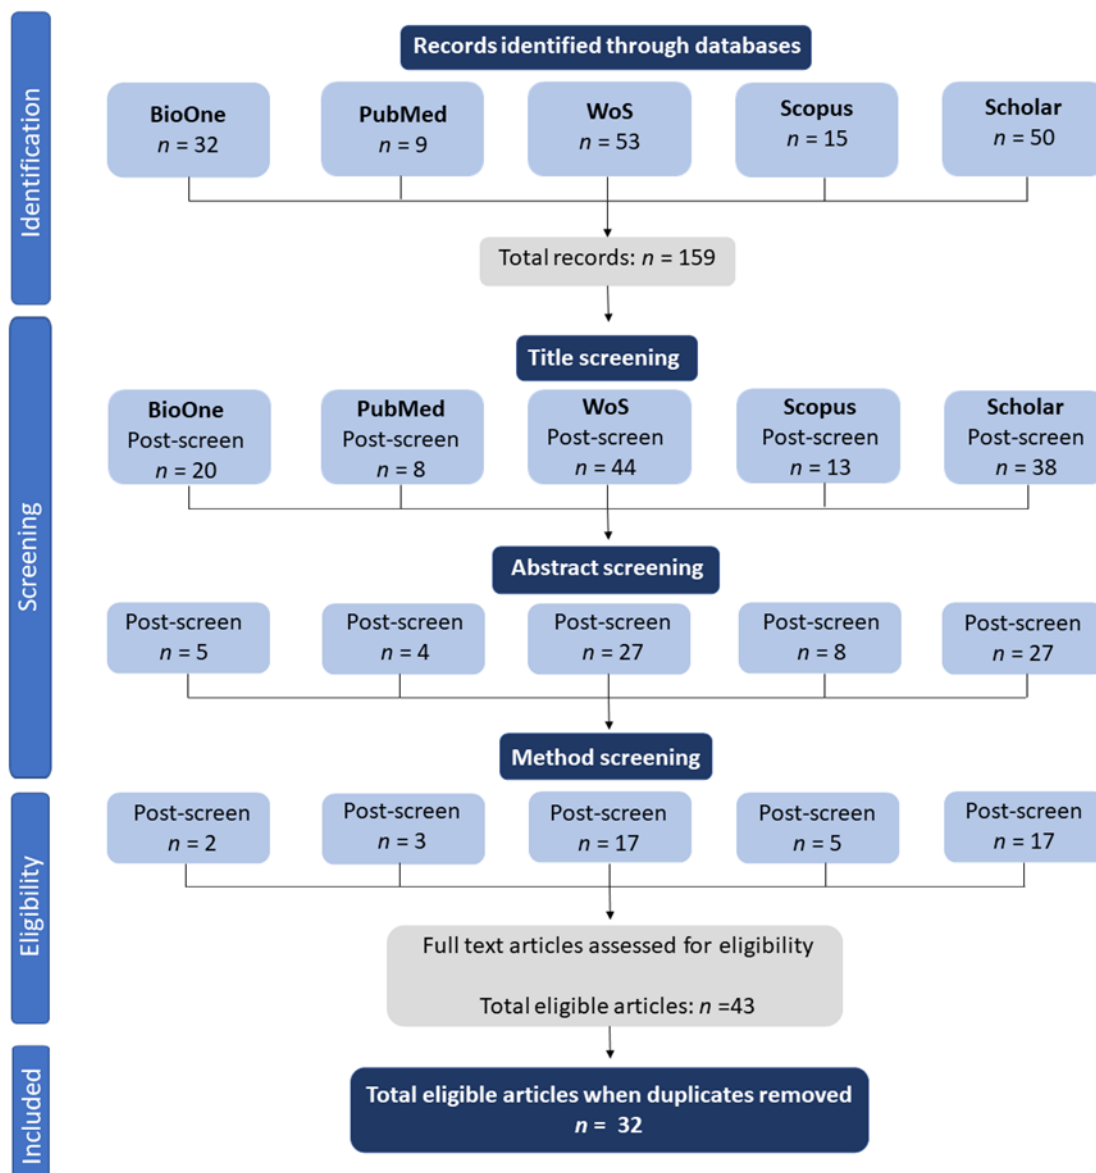 Identification
Records identified through databases
BioOne
n = 32
PubMed
n = 9
WoS
n = 53
Scopus
n = 15
Scholar
n = 50
Total records: n = 159
Screening
Title screening
BioOne
Post-screen
n = 20
PubMed
Post-screen
n = 8
WoS
Post-screen
n = 44
Scopus
Post-screen
n = 13
Scholar
Post-screen
n = 38
Abstract screening
Post-screen
n = 5
Post-screen
n = 4
Post-screen
n = 27
Post-screen
n = 8
Post-screen
n = 27
Method screening
Eligibility
Post-screen
n = 2
Post-screen
n = 3
Post-screen
n = 17
Post-screen
n = 5
Post-screen
n = 17
Full text articles assessed for eligibility
Total eligible articles: n =43
Included
Total eligible articles when duplicates removed
n = 32